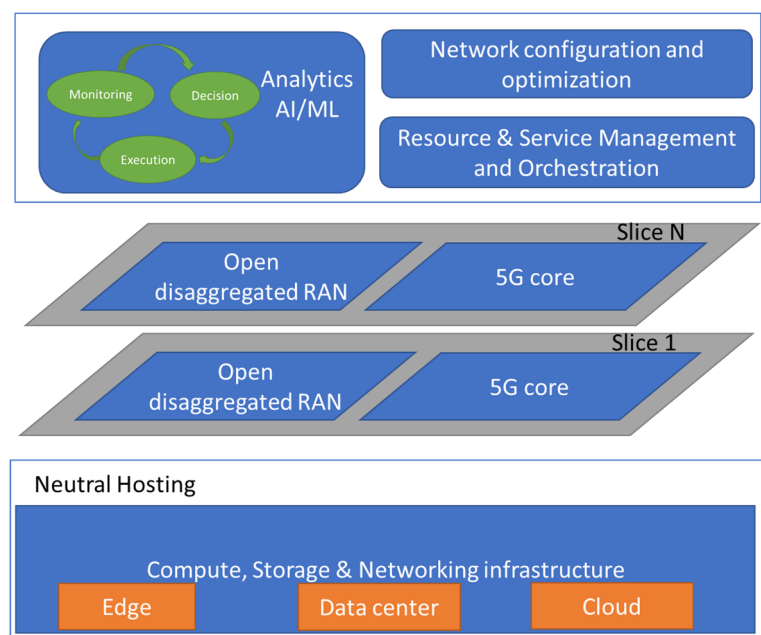 Monitoring
Decision
Execution
Analytics
AI/ML
Network configuration and
optimization
Resource & Service Management
and Orchestration
Slice N
Open
disaggregated RAN
5G core
Slice 1
Open
disaggregated RAN
5G core
Neutral Hosting
Compute, Storage & Networking infrastructure
Edge
Data center
Cloud